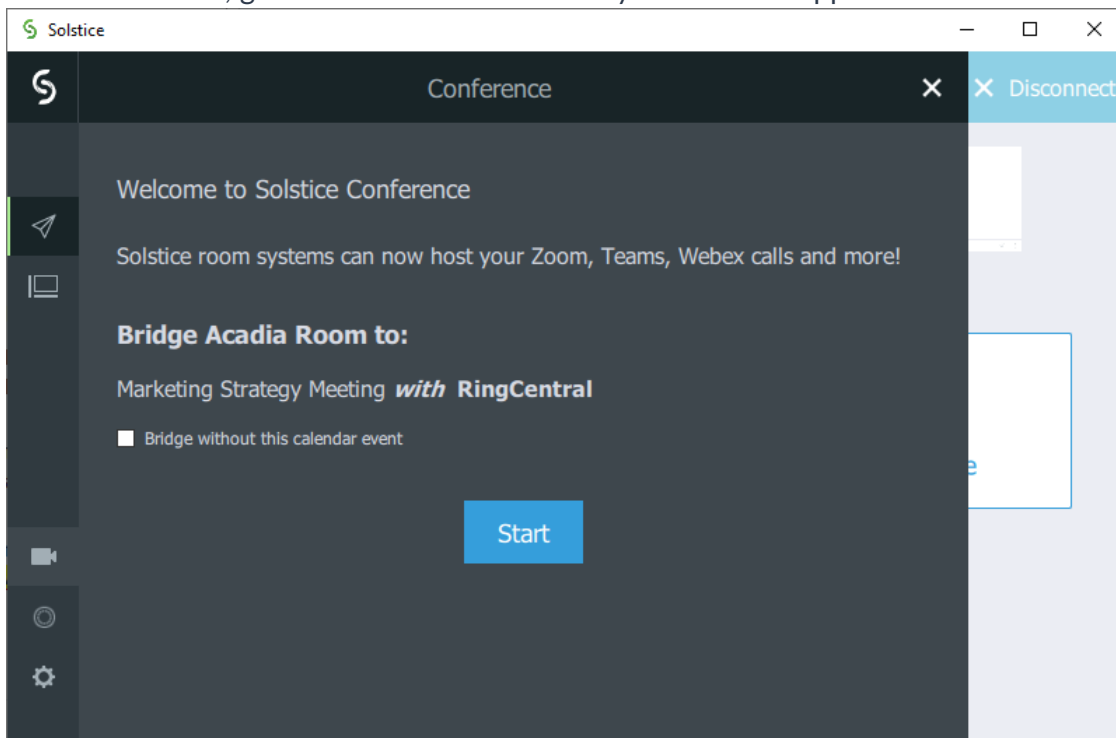 Solstice
Conference
Disconnect
Welcome to Solstice Conference
Solstice room systems can now host your Zoom, Teams, Webex calls and more!
Bridge Acadia Room to:
Marketing Strategy Meeting with RingCentral
Bridge without this calendar event
Start